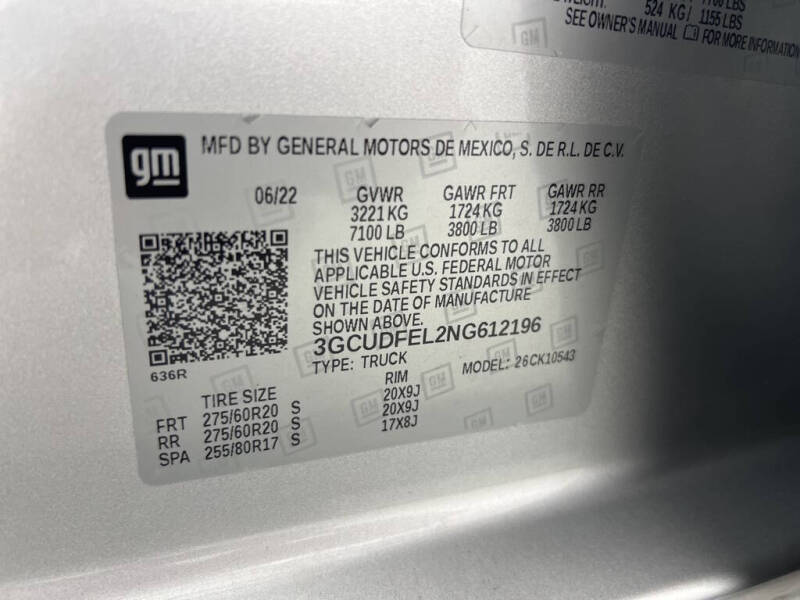 1155 LBS
524 KG /
SEE OWNER'S MANUAL FOR MORE INFORMATION
gm MFD BY GENERAL MOTORS DE MEXICO, S. DE R.L. DE C.V.
06/22 GVWR GAWR FRT GAWR RR
3221 KG 1724 KG 1724 KG
7100 LB 3800 LB 3800 LB
THIS VEHICLE CONFORMS TO ALL
APPLICABLE U.S. FEDERAL MOTOR
VEHICLE SAFETY STANDARDS IN EFFECT
ON THE DATE OF MANUFACTURE
SHOWN ABOVE.
3GCUDFEL2NG612196
636R TYPE: TRUCK MODEL: 26CK10543
TIRE SIZE RIM
FRT 275/60R20 S 20X9J
RR 275/60R20 S 20X9J
SPA 255/80R17 S 17X8J